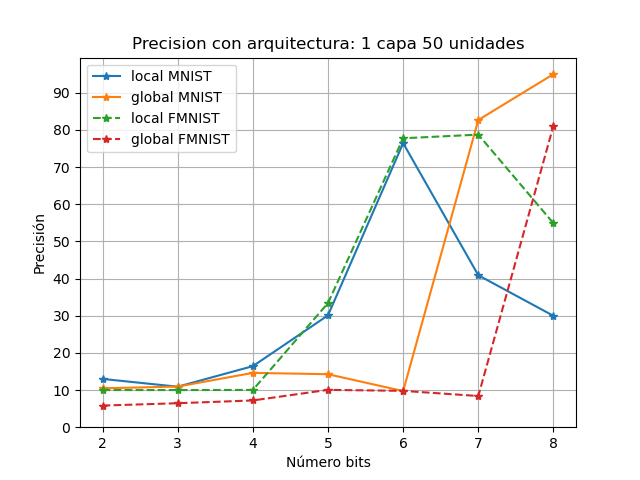 Precision con arquitectura: 1 capa 50 unidades
local MNIST
global MNIST
local FMNIST
global FMNIST
Precisión
90
80
70
60
50
40
30
20
10
0
2 3 4 5 6 7 8
Número bits